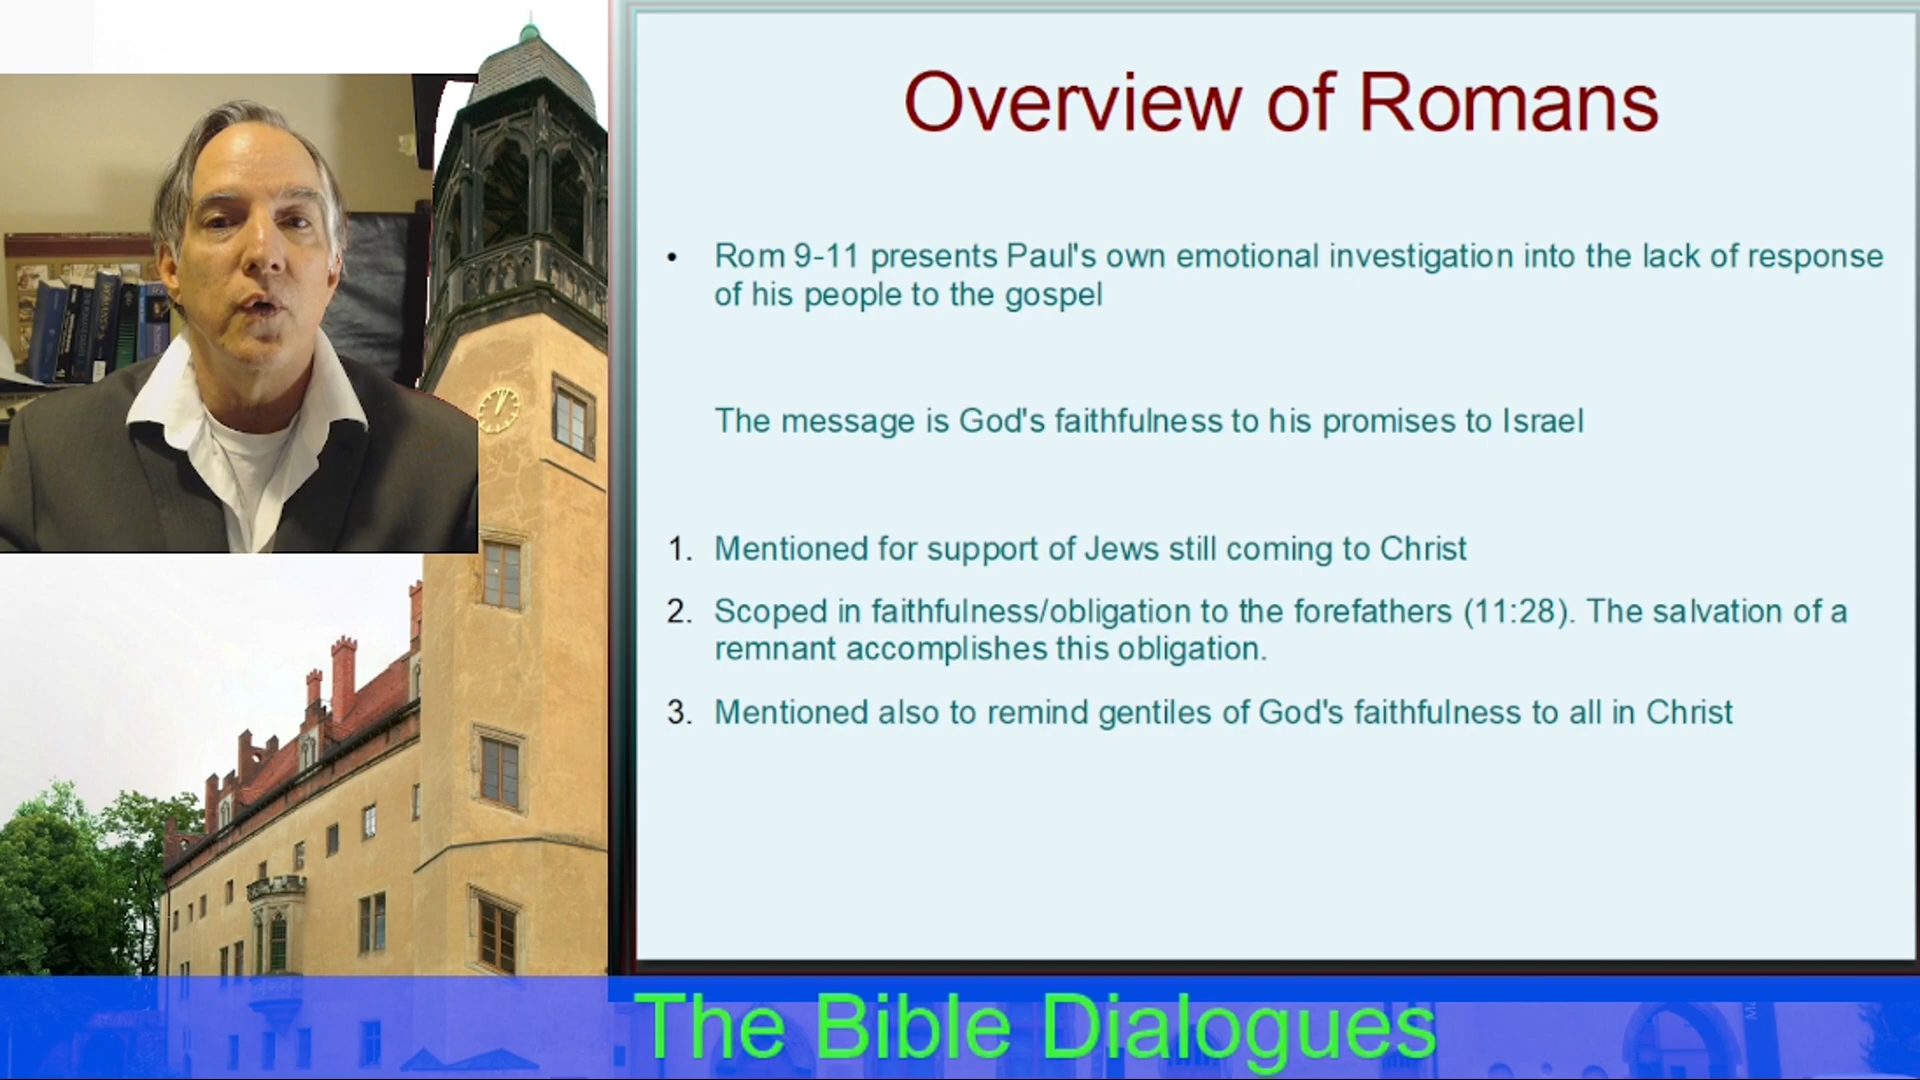 Overview of Romans
• Rom 9-11 presents Paul's own emotional investigation into the lack of response
of his people to the gospel
The message is God's faithfulness to his promises to Israel
1. Mentioned for support of Jews still coming to Christ
2. Scoped in faithfulness/obligation to the forefathers (11:28). The salvation of a
remnant accomplishes this obligation.
3. Mentioned also to remind gentiles of God's faithfulness to all in Christ
The Bible Dialogues